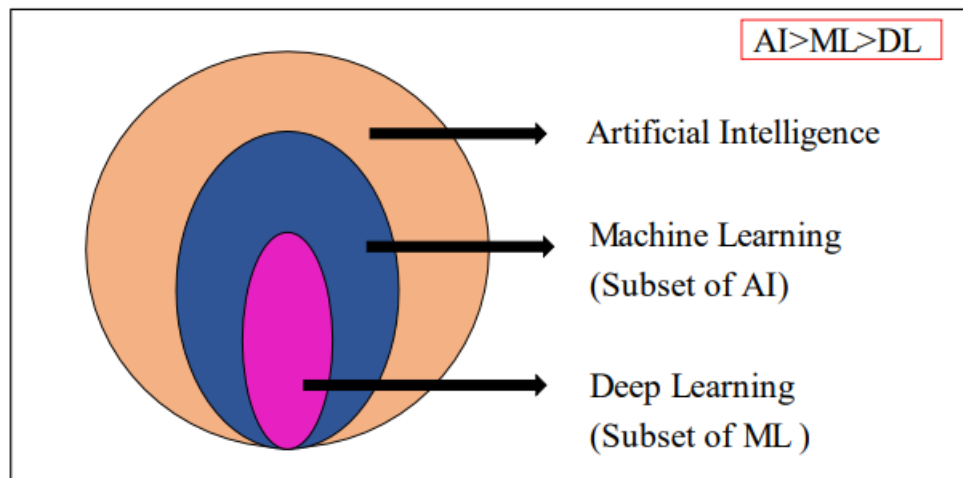 AI>ML>DL
Artificial Intelligence
Machine Learning
(Subset of AI)
Deep Learning
(Subset of ML )